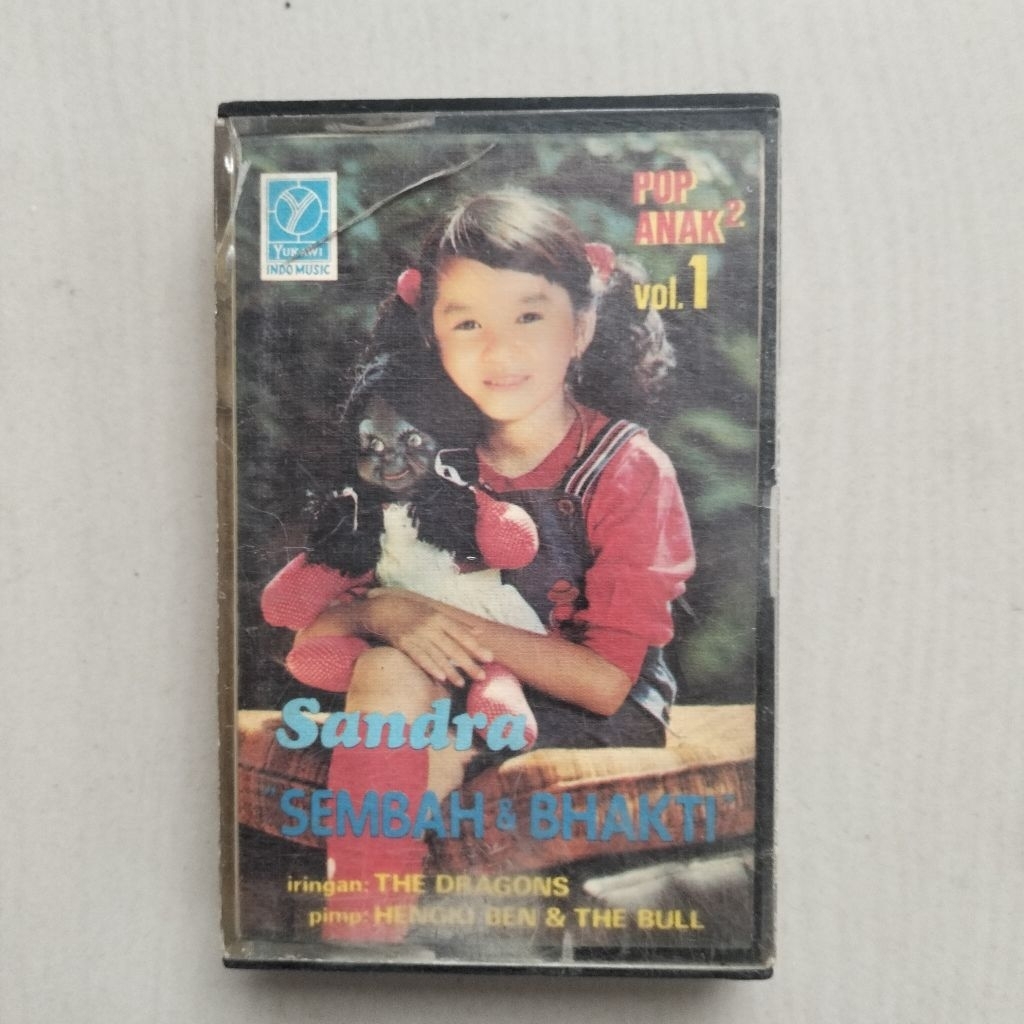 YUKAWI
INDO MUSIC
POP
ANAK²
vol. 1
Sandra
"SEMBAH & BHAKTI"
iringan: THE DRAGONS
pimp: HENGKI BEN & THE BULL